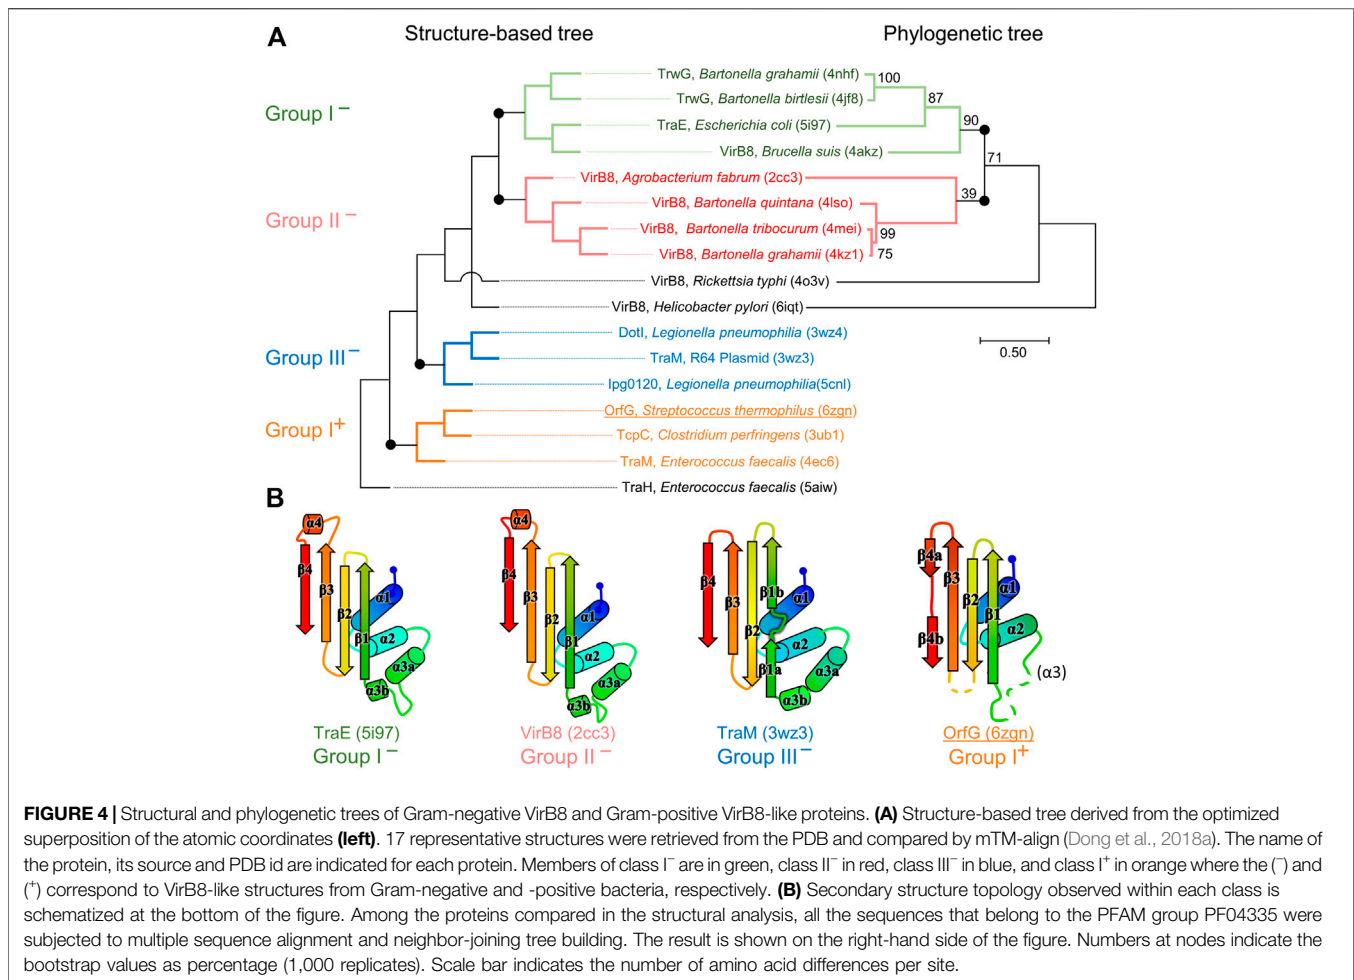 A
Structure-based tree
Phylogenetic tree
Group I⁻
TrwG, Bartonella grahamii (4nhf)
100
TrwG, Bartonella birtlesii (4jf8)
87
TraE, Escherichia coli (5i97)
90
VirB8, Brucella suis (4akz)
71
Group II⁻
VirB8, Agrobacterium fabrum (2cc3)
39
VirB8, Bartonella quintana (4lso)
VirB8, Bartonella tribocurum (4mei)
99
VirB8, Bartonella grahamii (4kz1)
75
VirB8, Rickettsia typhi (4o3v)
VirB8, Helicobacter pylori (6iqt)
Group III⁻
DotI, Legionella pneumophilia (3wz4)
0.50
TraM, R64 Plasmid (3wz3)
lpg0120, Legionella pneumophilia(5cnl)
Group I⁺
OrfG, Streptococcus thermophilus (6zgn)
TcpC, Clostridium perfringens (3ub1)
TraM, Enterococcus faecalis (4ec6)
TraH, Enterococcus faecalis (5aiw)
B
α4
β4
β3
β2
β1
α1
α2
α3a
α3b
TraE (5i97)
Group I⁻
α4
β4
β3
β2
β1
α1
α2
α3a
α3b
VirB8 (2cc3)
Group II⁻
β4
β3
β2
β1b
β1a
α1
α2
α3a
α3b
TraM (3wz3)
Group III⁻
β4a
β4b
β3
β2
β1
α1
α2
(α3)
OrfG (6zgn)
Group I⁺
FIGURE 4 | Structural and phylogenetic trees of Gram-negative VirB8 and Gram-positive VirB8-like proteins. (A) Structure-based tree derived from the optimized
superposition of the atomic coordinates (left). 17 representative structures were retrieved from the PDB and compared by mTM-align (Dong et al., 2018a). The name of
the protein, its source and PDB id are indicated for each protein. Members of class I⁻ are in green, class II⁻ in red, class III⁻ in blue, and class I⁺ in orange where the (⁻) and
(⁺) correspond to VirB8-like structures from Gram-negative and -positive bacteria, respectively. (B) Secondary structure topology observed within each class is
schematized at the bottom of the figure. Among the proteins compared in the structural analysis, all the sequences that belong to the PFAM group PF04335 were
subjected to multiple sequence alignment and neighbor-joining tree building. The result is shown on the right-hand side of the figure. Numbers at nodes indicate the
bootstrap values as percentage (1,000 replicates). Scale bar indicates the number of amino acid differences per site.